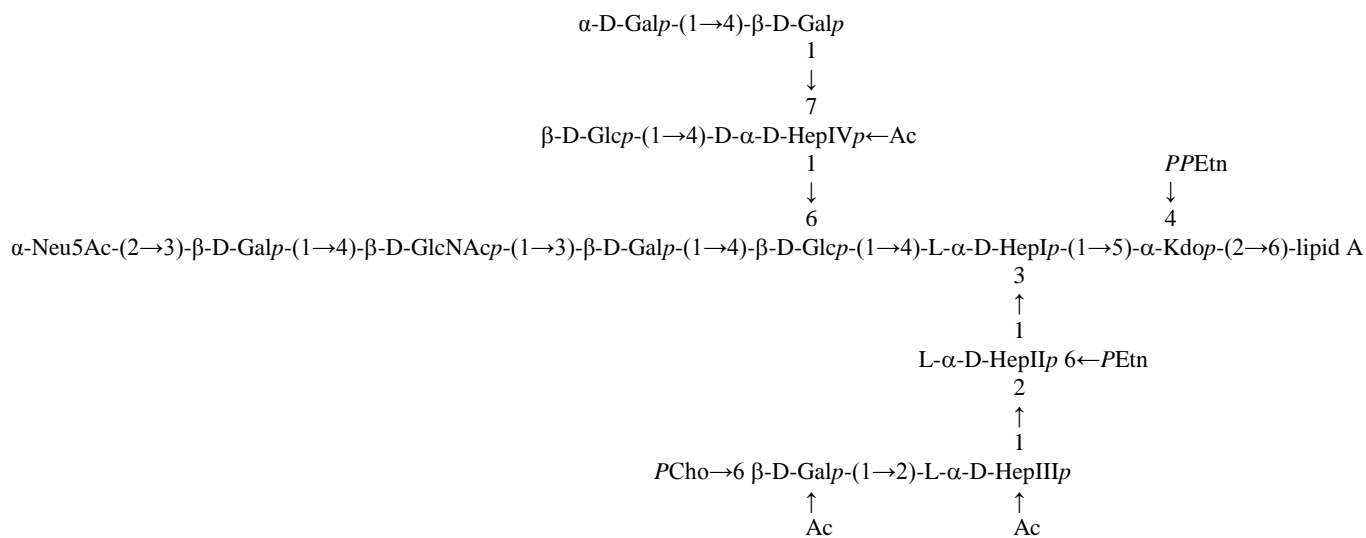 α-D-Galp-(1→4)-β-D-Galp
1
↓
7
β-D-Glcp-(1→4)-D-α-D-HepIVp←Ac
1 PPEtn
↓ ↓
6 4
α-Neu5Ac-(2→3)-β-D-Galp-(1→4)-β-D-GlcNAcp-(1→3)-β-D-Galp-(1→4)-β-D-Glcp-(1→4)-L-α-D-HepIp-(1→5)-α-Kdop-(2→6)-lipid A
3
↑
1
L-α-D-HepIIp 6←PEtn
2
↑
1
PCho→6 β-D-Galp-(1→2)-L-α-D-HepIIIp
↑ ↑
Ac Ac